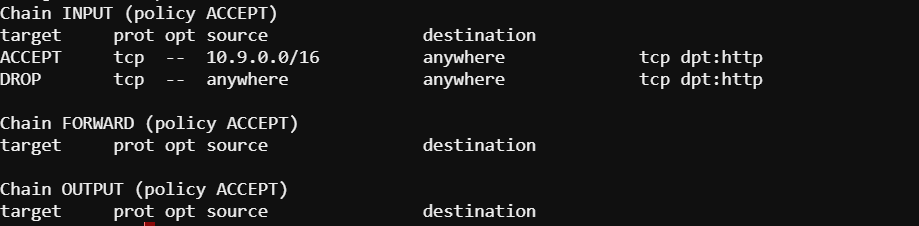 Chain INPUT (policy ACCEPT)
target     prot opt source               destination
ACCEPT     tcp  --  10.9.0.0/16          anywhere             tcp dpt:http
DROP       tcp  --  anywhere             anywhere             tcp dpt:http

Chain FORWARD (policy ACCEPT)
target     prot opt source               destination

Chain OUTPUT (policy ACCEPT)
target     prot opt source               destination